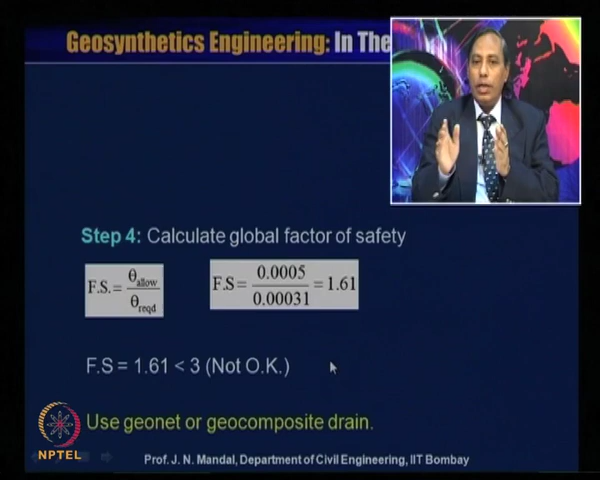 Geosynthetics Engineering: In The
Step 4: Calculate global factor of safety
F.S. = θallow / θreqd
F.S = 0.0005 / 0.00031 = 1.61
F.S = 1.61 < 3 (Not O.K.)
Use geonet or geocomposite drain.
NPTEL
Prof. J. N. Mandal, Department of Civil Engineering, IIT Bombay